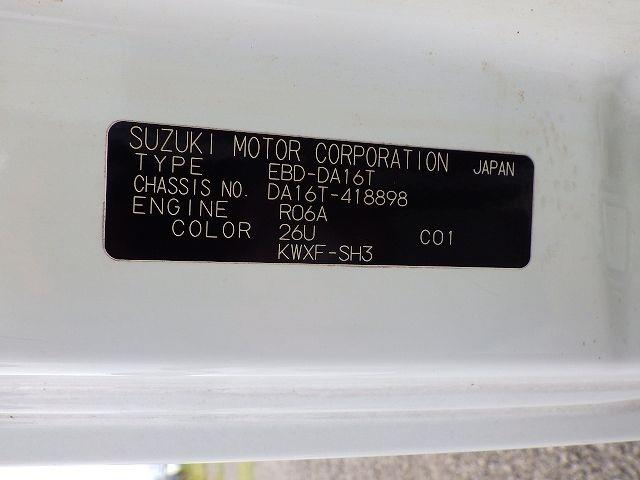 SUZUKI MOTOR CORPORATION JAPAN
TYPE EBD-DA16T
CHASSIS NO. DA16T-418898
ENGINE R06A
COLOR 26U C01
KWXF-SH3